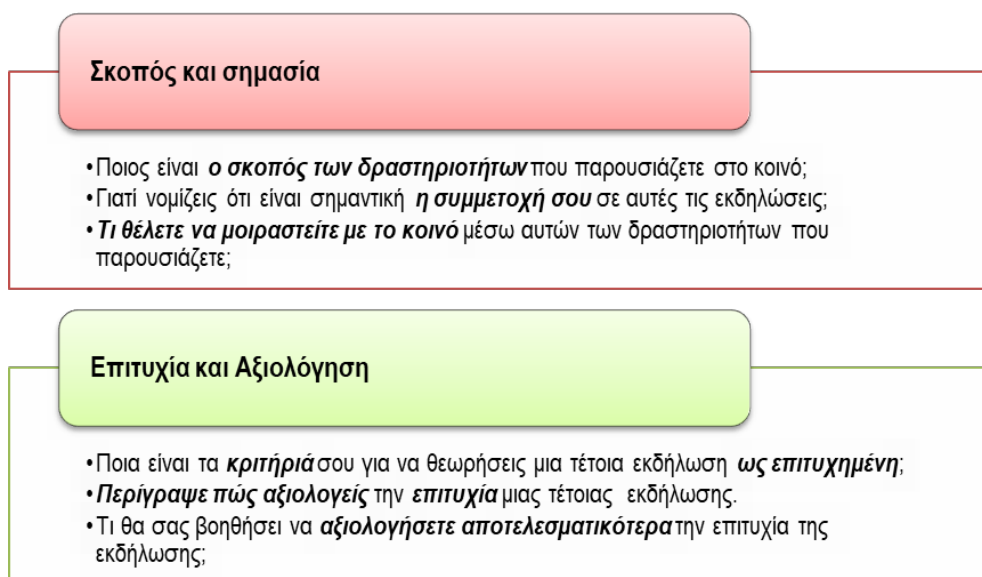 Σκοπός και σημασία
•Ποιος είναι ο σκοπός των δραστηριοτήτων που παρουσιάζετε στο κοινό;
•Γιατί νομίζεις ότι είναι σημαντική η συμμετοχή σου σε αυτές τις εκδηλώσεις;
•Τι θέλετε να μοιραστείτε με το κοινό μέσω αυτών των δραστηριοτήτων που
παρουσιάζετε;
Επιτυχία και Αξιολόγηση
•Ποια είναι τα κριτήριά σου για να θεωρήσεις μια τέτοια εκδήλωση ως επιτυχημένη;
•Περίγραψε πώς αξιολογείς την επιτυχία μιας τέτοιας εκδήλωσης.
•Τι θα σας βοηθήσει να αξιολογήσετε αποτελεσματικότερα την επιτυχία της
εκδήλωσης;